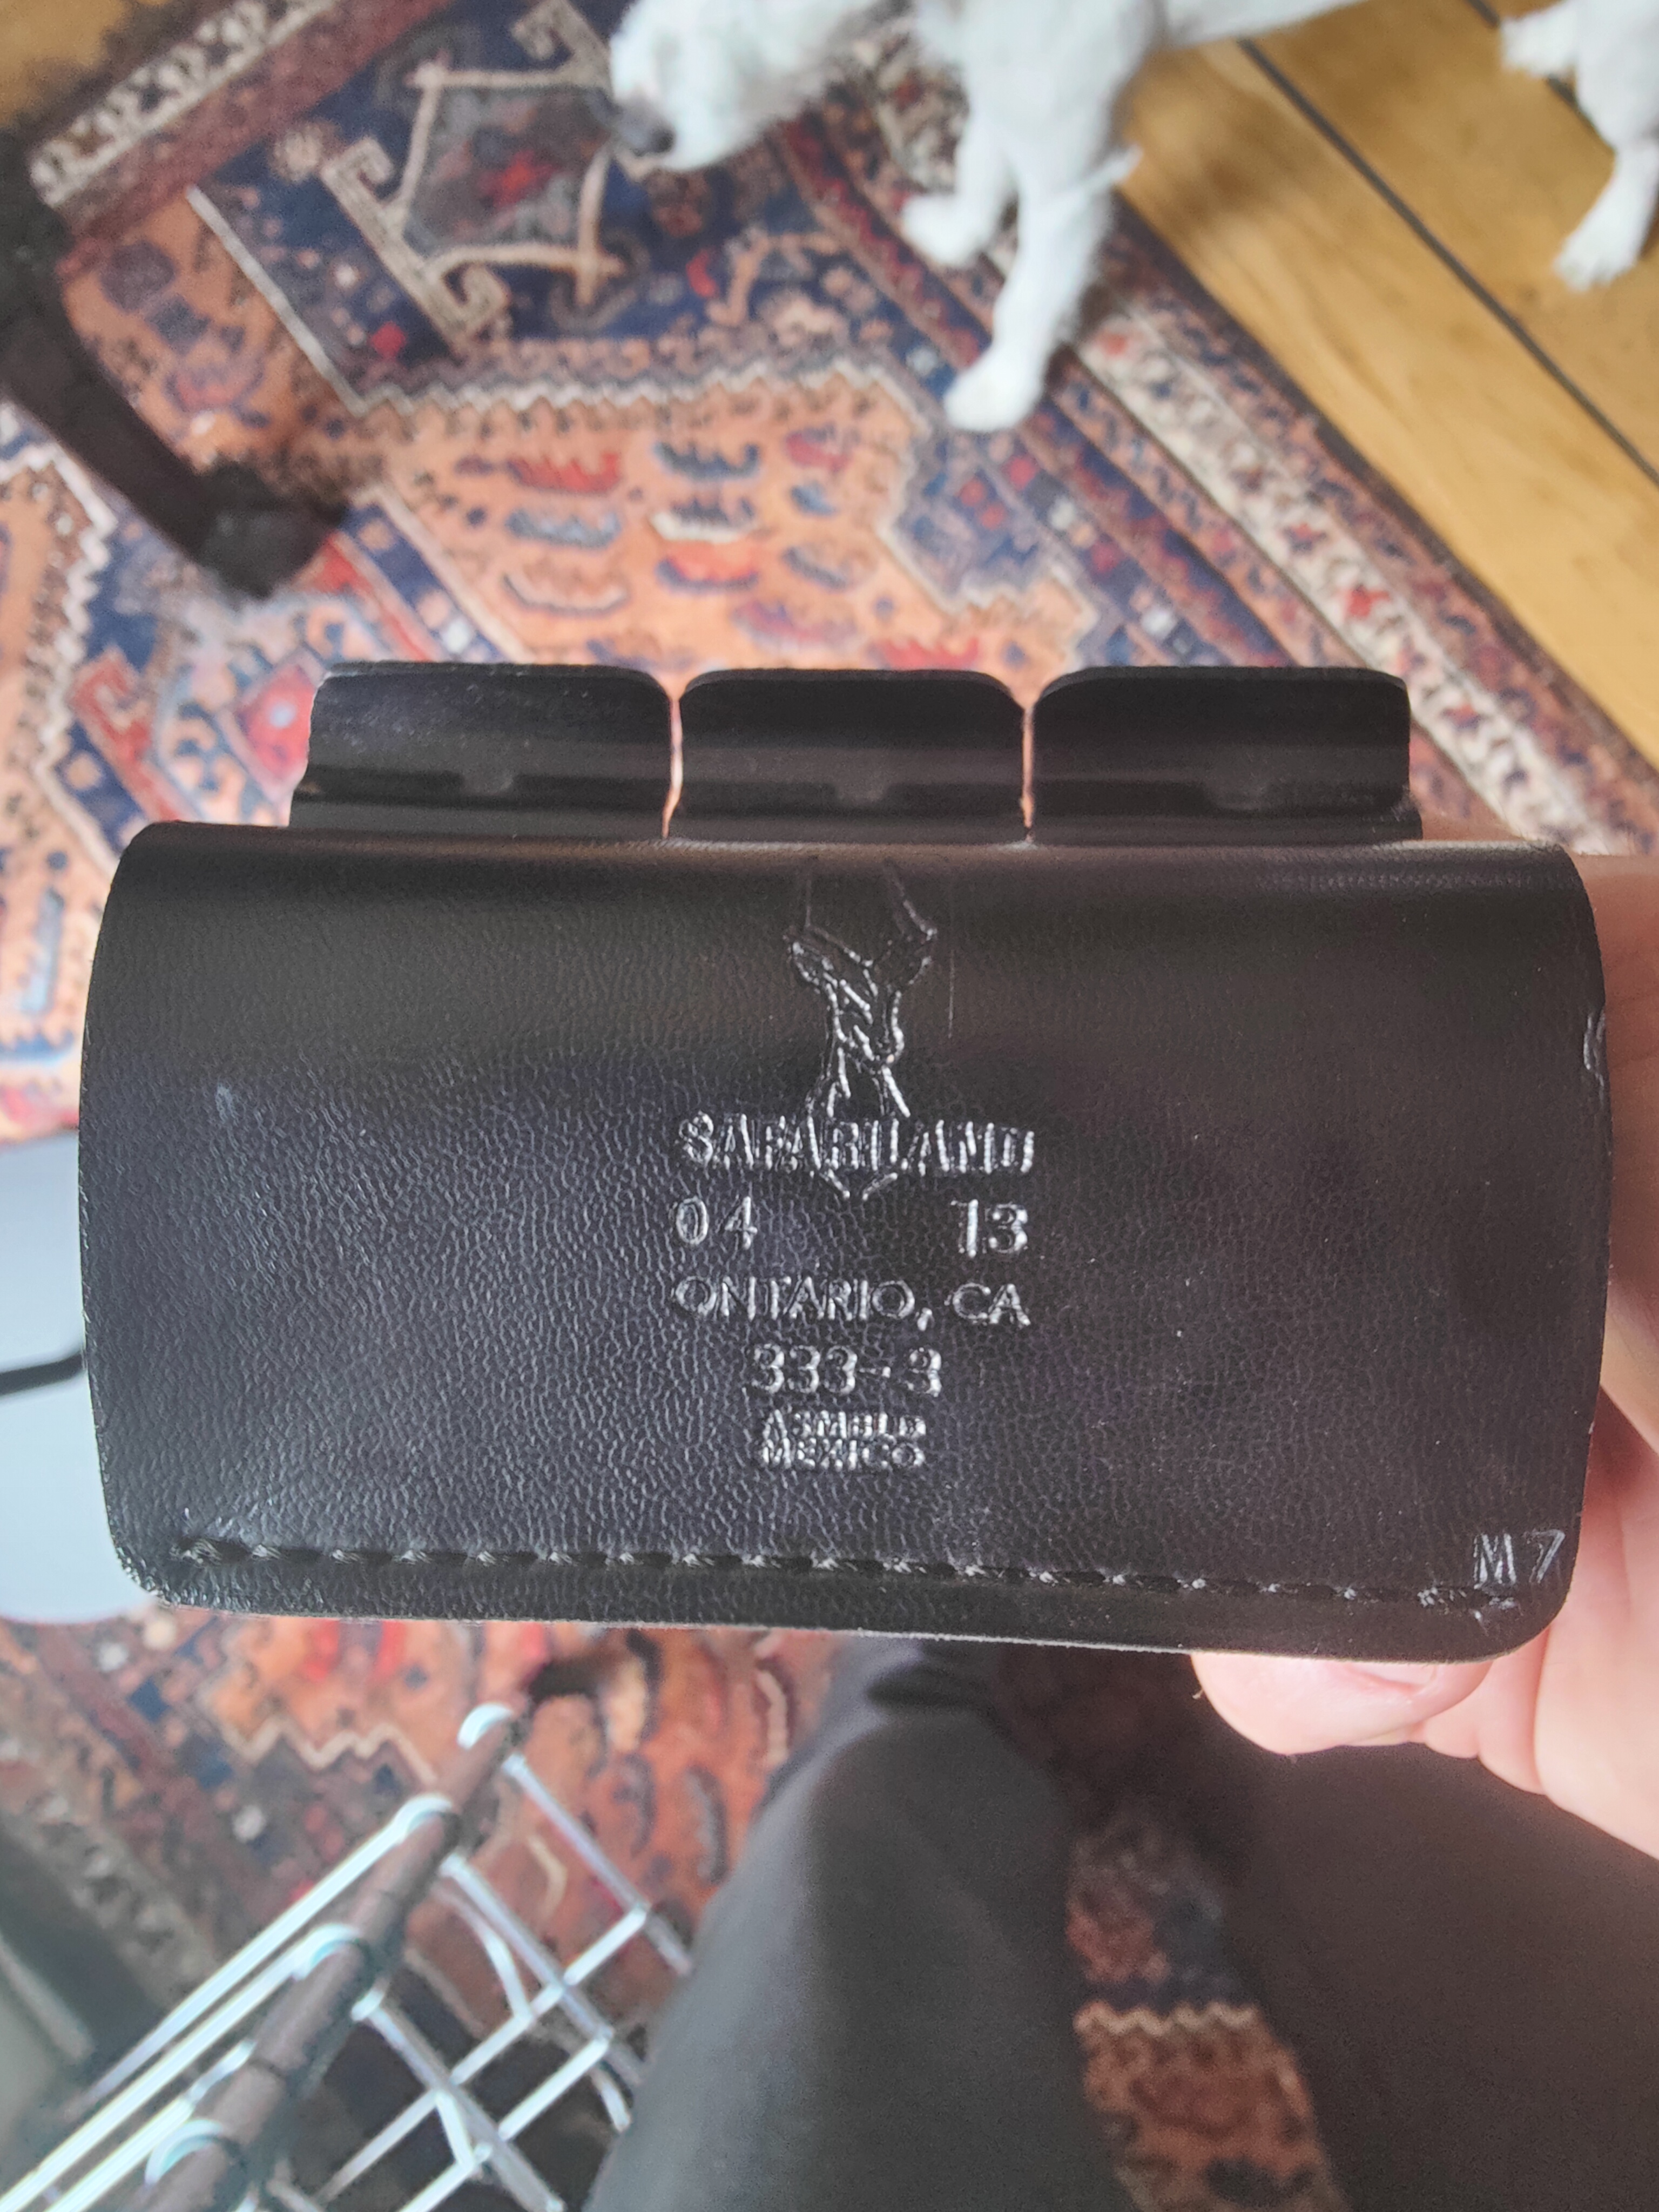 SAFARILAND
04 13
ONTARIO, CA
333-3
ASMBLD
MEXICO
M7